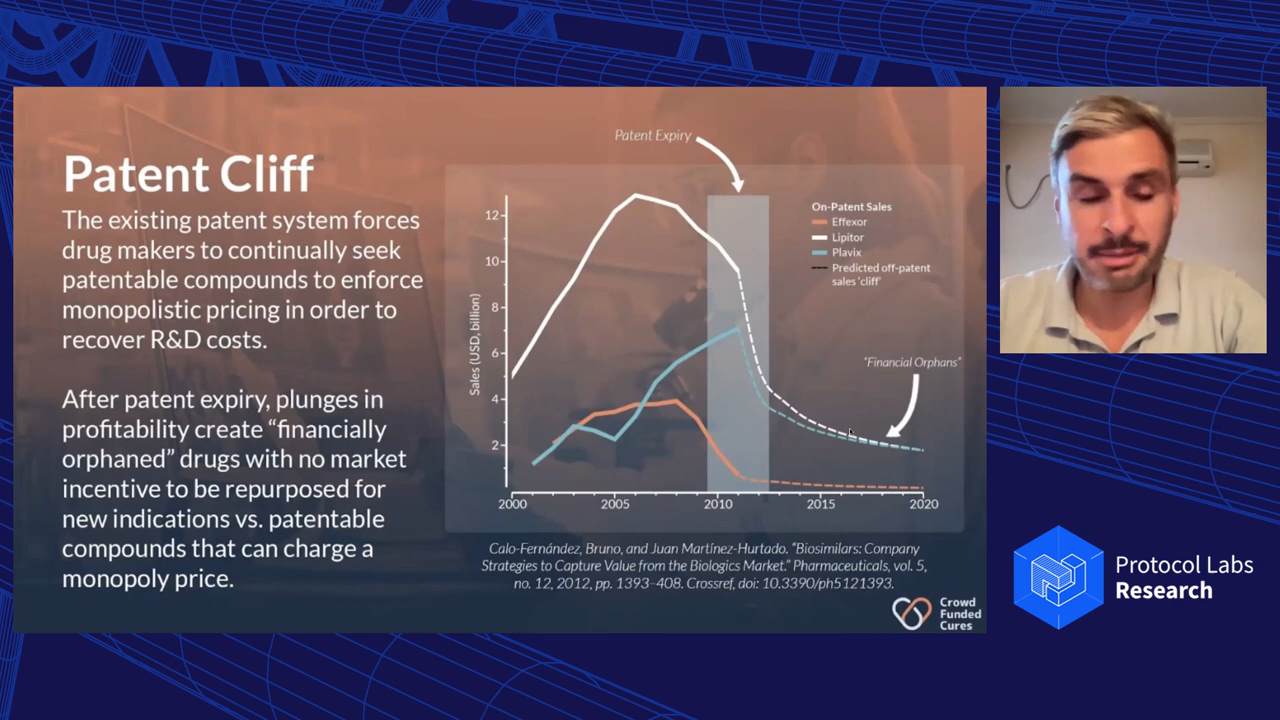 Patent Cliff
The existing patent system forces
drug makers to continually seek
patentable compounds to enforce
monopolistic pricing in order to
recover R&D costs.
After patent expiry, plunges in
profitability create “financially
orphaned” drugs with no market
incentive to be repurposed for
new indications vs. patentable
compounds that can charge a
monopoly price.
Patent Expiry
On-Patent Sales
Effexor
Lipitor
Plavix
Predicted off-patent
sales 'cliff'
"Financial Orphans"
Sales (USD, billion)
12
10
8
6
4
2
2000 2005 2010 2015 2020
Calo-Fernández, Bruno, and Juan Martínez-Hurtado. “Biosimilars: Company
Strategies to Capture Value from the Biologics Market.” Pharmaceuticals, vol. 5,
no. 12, 2012, pp. 1393–408. Crossref, doi: 10.3390/ph5121393.
Crowd
Funded
Cures
Protocol Labs
Research